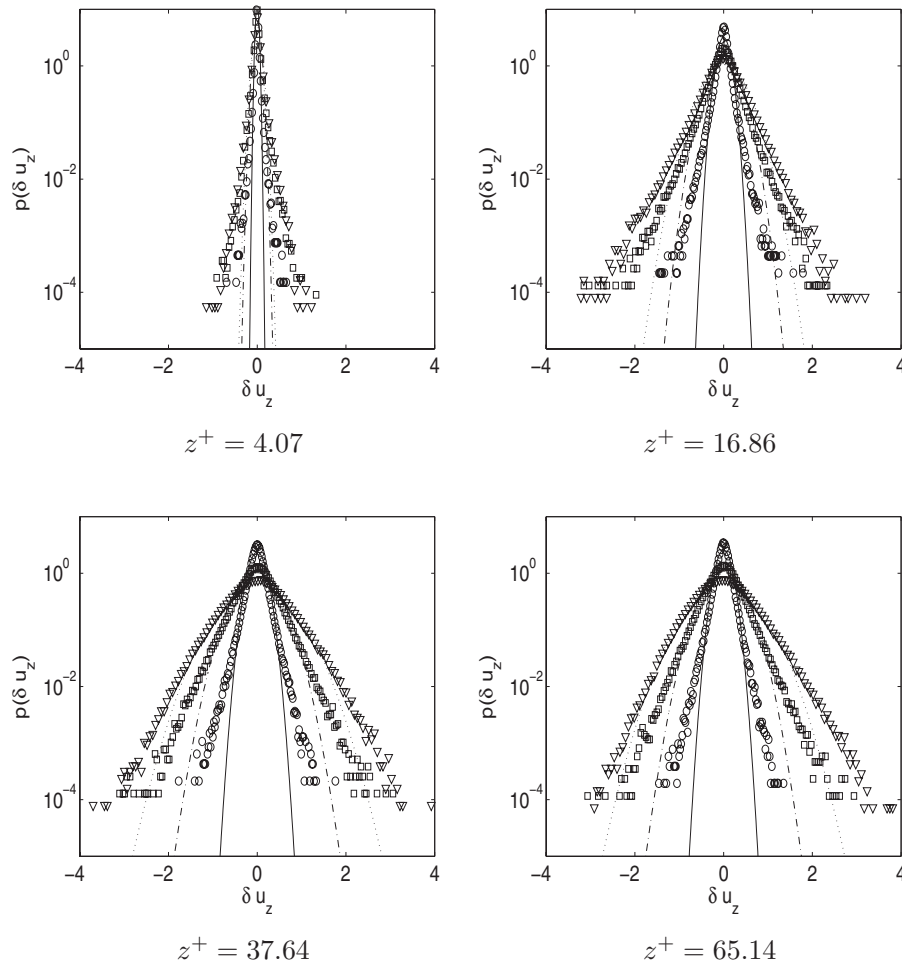 10^0
10^-2
10^-4
p(δ u_z)
-4 -2 0 2 4
δ u_z
z^+ = 4.07
10^0
10^-2
10^-4
p(δ u_z)
-4 -2 0 2 4
δ u_z
z^+ = 16.86
10^0
10^-2
10^-4
p(δ u_z)
-4 -2 0 2 4
δ u_z
z^+ = 37.64
10^0
10^-2
10^-4
p(δ u_z)
-4 -2 0 2 4
δ u_z
z^+ = 65.14